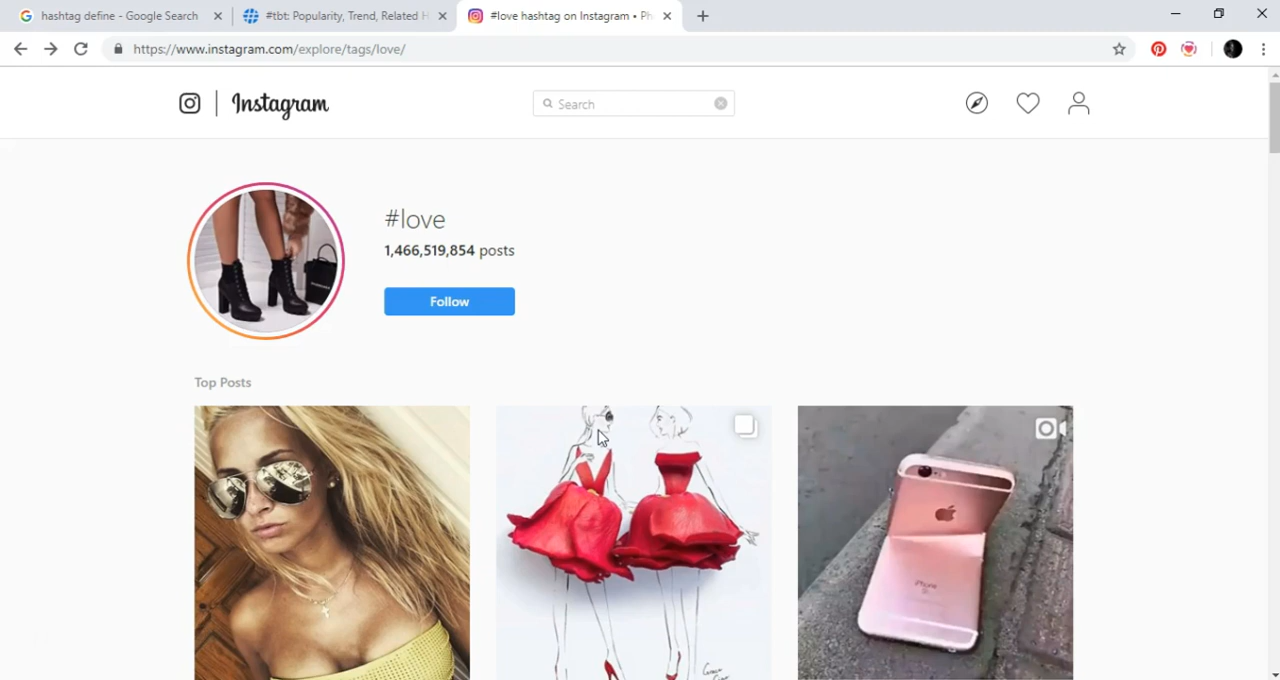 hashtag define - Google Search
#tbt: Popularity, Trend, Related H
#love hashtag on Instagram • Ph
https://www.instagram.com/explore/tags/love/
Instagram
Search
#love
1,466,519,854 posts
Follow
Top Posts
iPhone